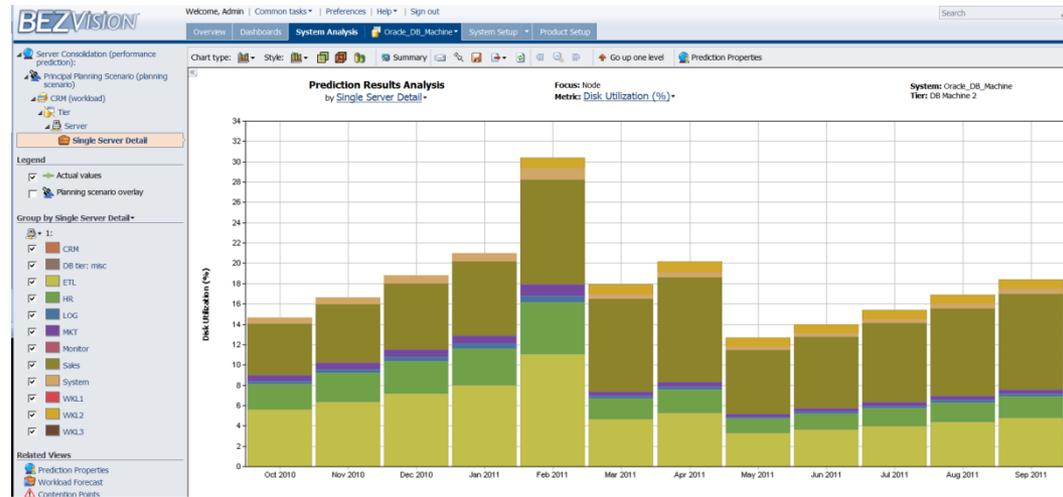 BEZVISION
Welcome, Admin | Common tasks | Preferences | Help | Sign out
Search
Overview Dashboards System Analysis Oracle_DB_Machine System Setup Product Setup
Server Consolidation (performance prediction):
Principal Planning Scenario (planning scenario)
CRM (workload)
Tier
Server
Single Server Detail
Legend
Actual values
Planning scenario overlay
Group by Single Server Detail
1:
CRM
DB tier: misc
ETL
HR
LOG
MKT
Monitor
Sales
System
WKL1
WKL2
WKL3
Related Views
Prediction Properties
Workload Forecast
Contention Points
Chart type: Style: Summary Go up one level Prediction Properties
Prediction Results Analysis
by Single Server Detail
Focus: Node
Metric: Disk Utilization (%)
System: Oracle_DB_Machine
Tier: DB Machine 2
Disk Utilization (%)
34
32
30
28
26
24
22
20
18
16
14
12
10
8
6
4
2
0
Oct 2010 Nov 2010 Dec 2010 Jan 2011 Feb 2011 Mar 2011 Apr 2011 May 2011 Jun 2011 Jul 2011 Aug 2011 Sep 2011